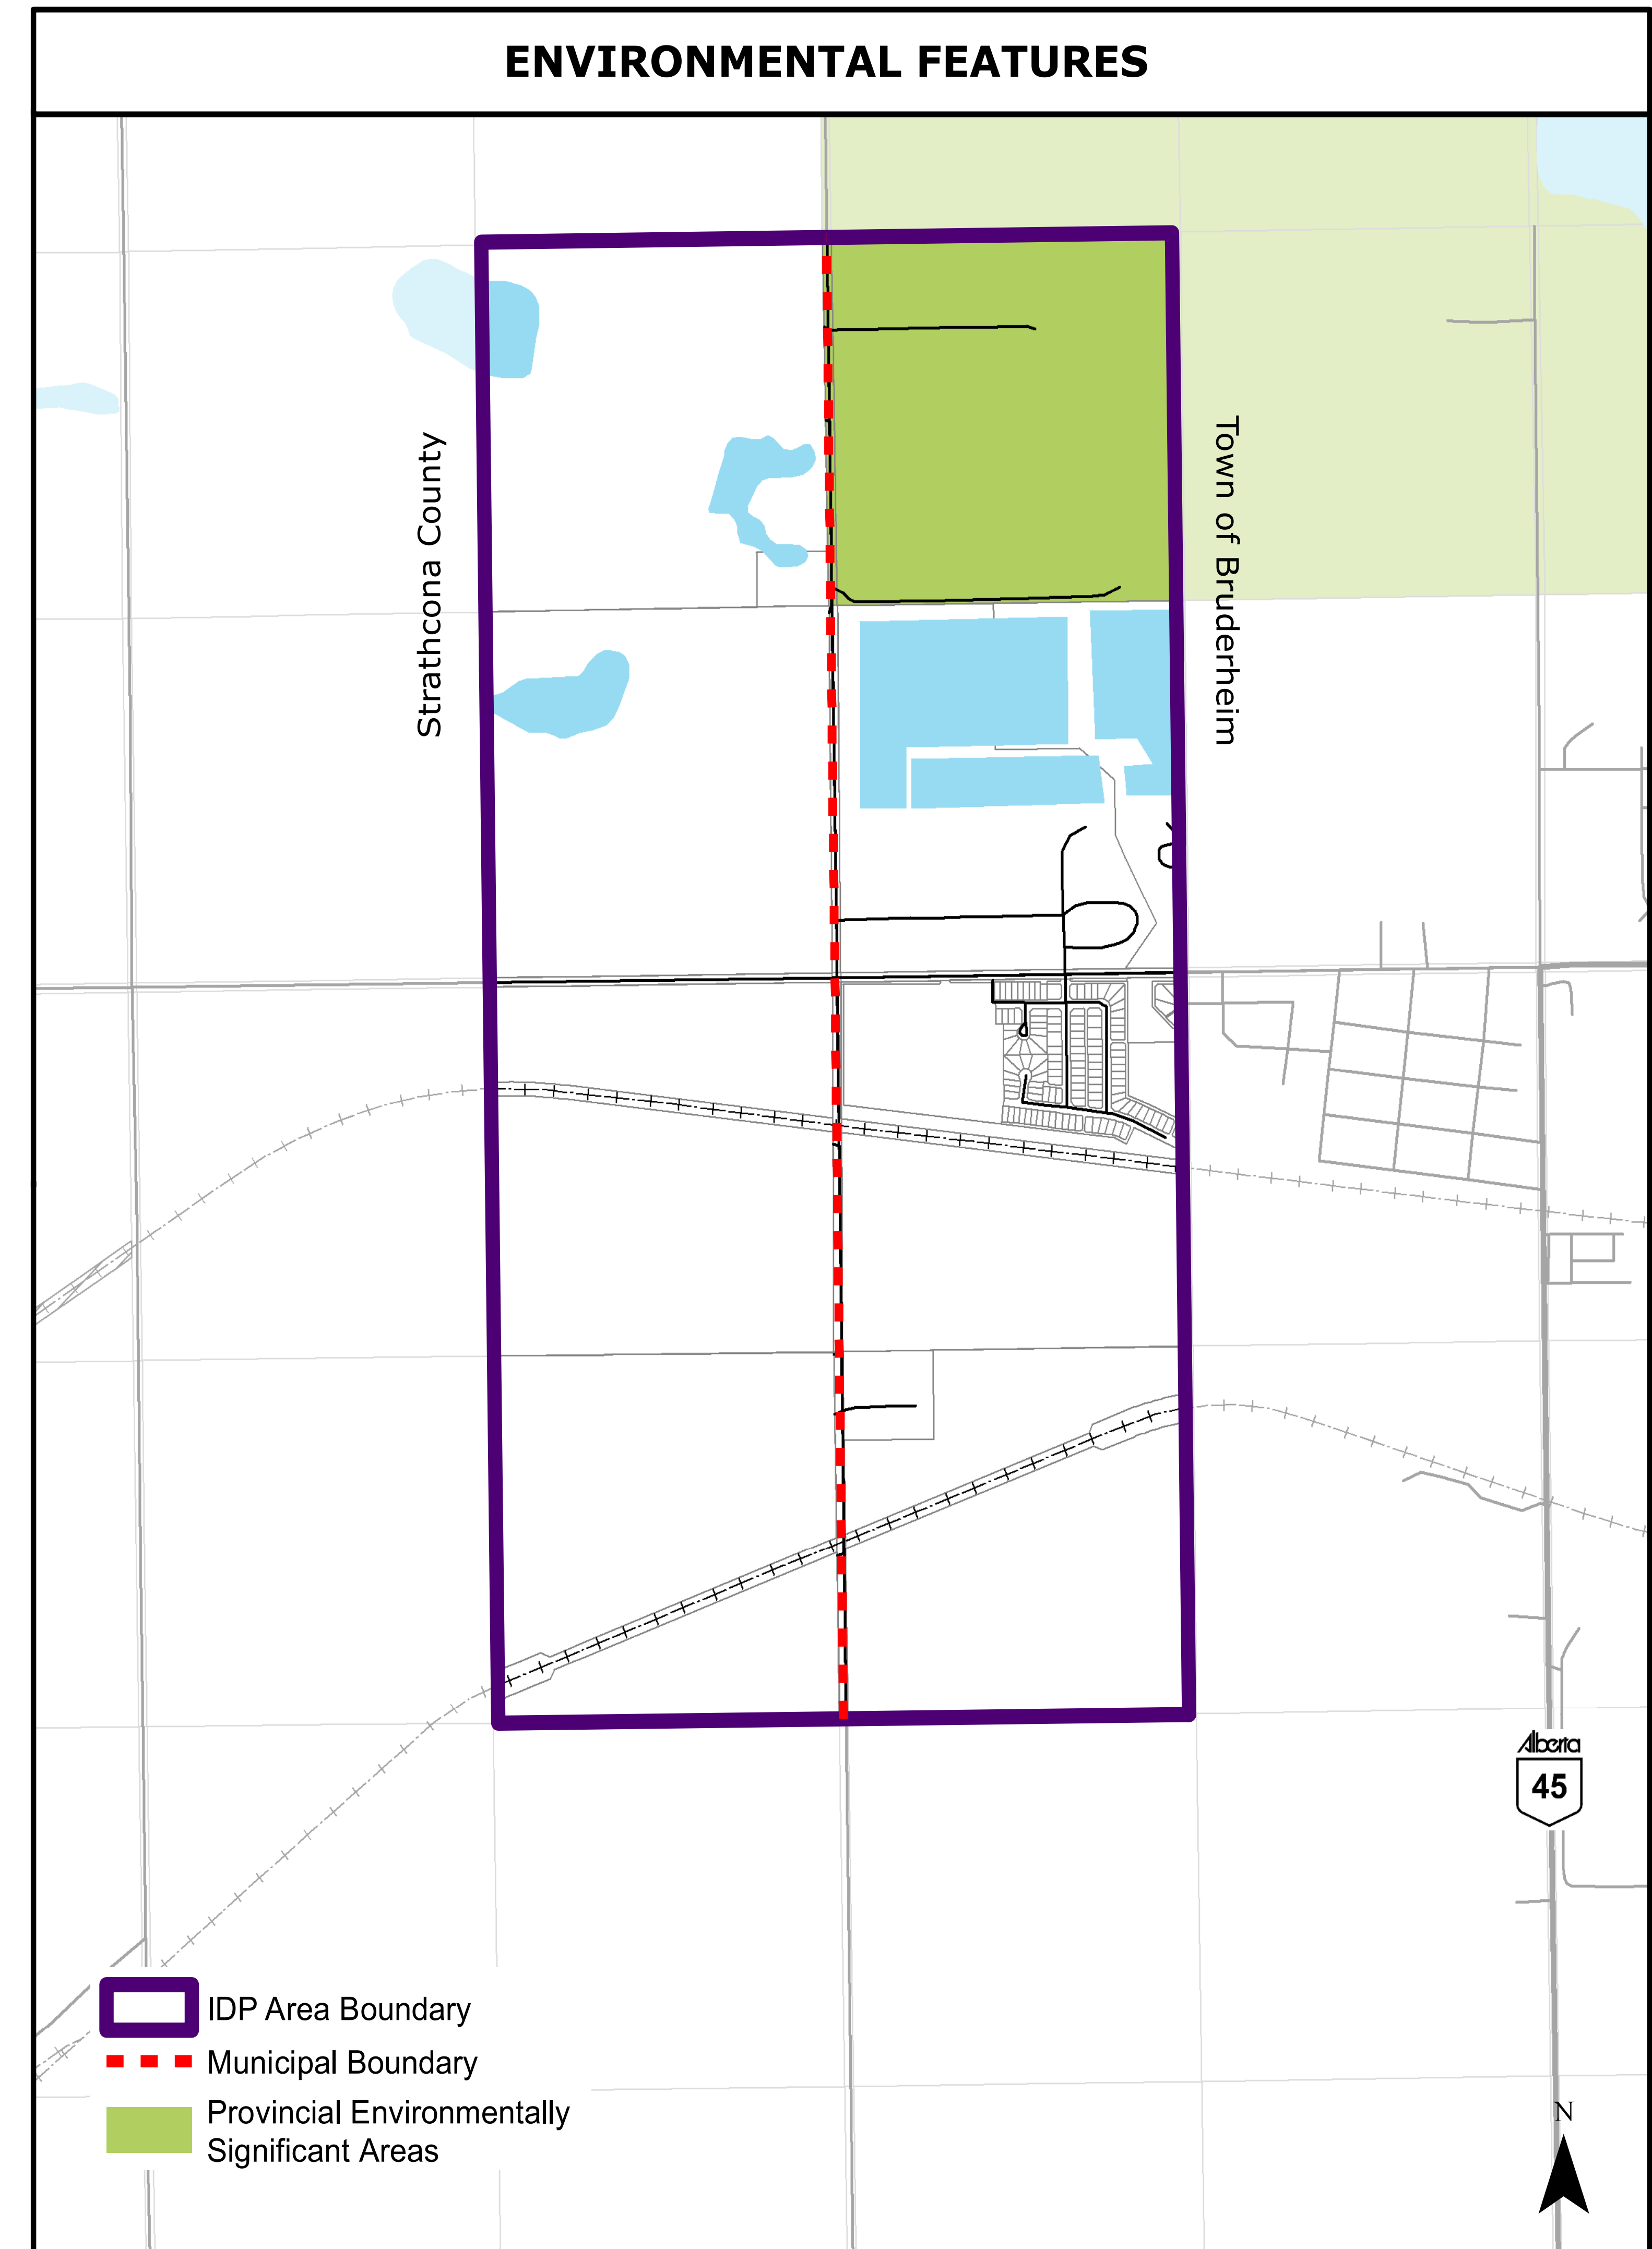 ENVIRONMENTAL FEATURES
Strathcona County
Town of Bruderheim
Alberta
45
IDP Area Boundary
Municipal Boundary
Provincial Environmentally
Significant Areas
N